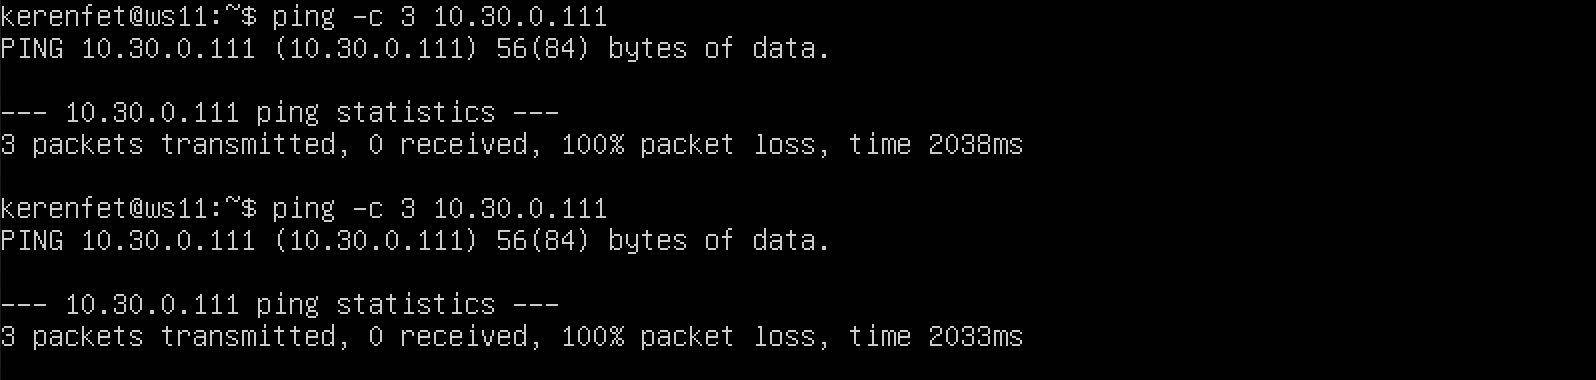 kerenfet@ws11:~$ ping -c 3 10.30.0.111
PING 10.30.0.111 (10.30.0.111) 56(84) bytes of data.
--- 10.30.0.111 ping statistics ---
3 packets transmitted, 0 received, 100% packet loss, time 2038ms
kerenfet@ws11:~$ ping -c 3 10.30.0.111
PING 10.30.0.111 (10.30.0.111) 56(84) bytes of data.
--- 10.30.0.111 ping statistics ---
3 packets transmitted, 0 received, 100% packet loss, time 2033ms